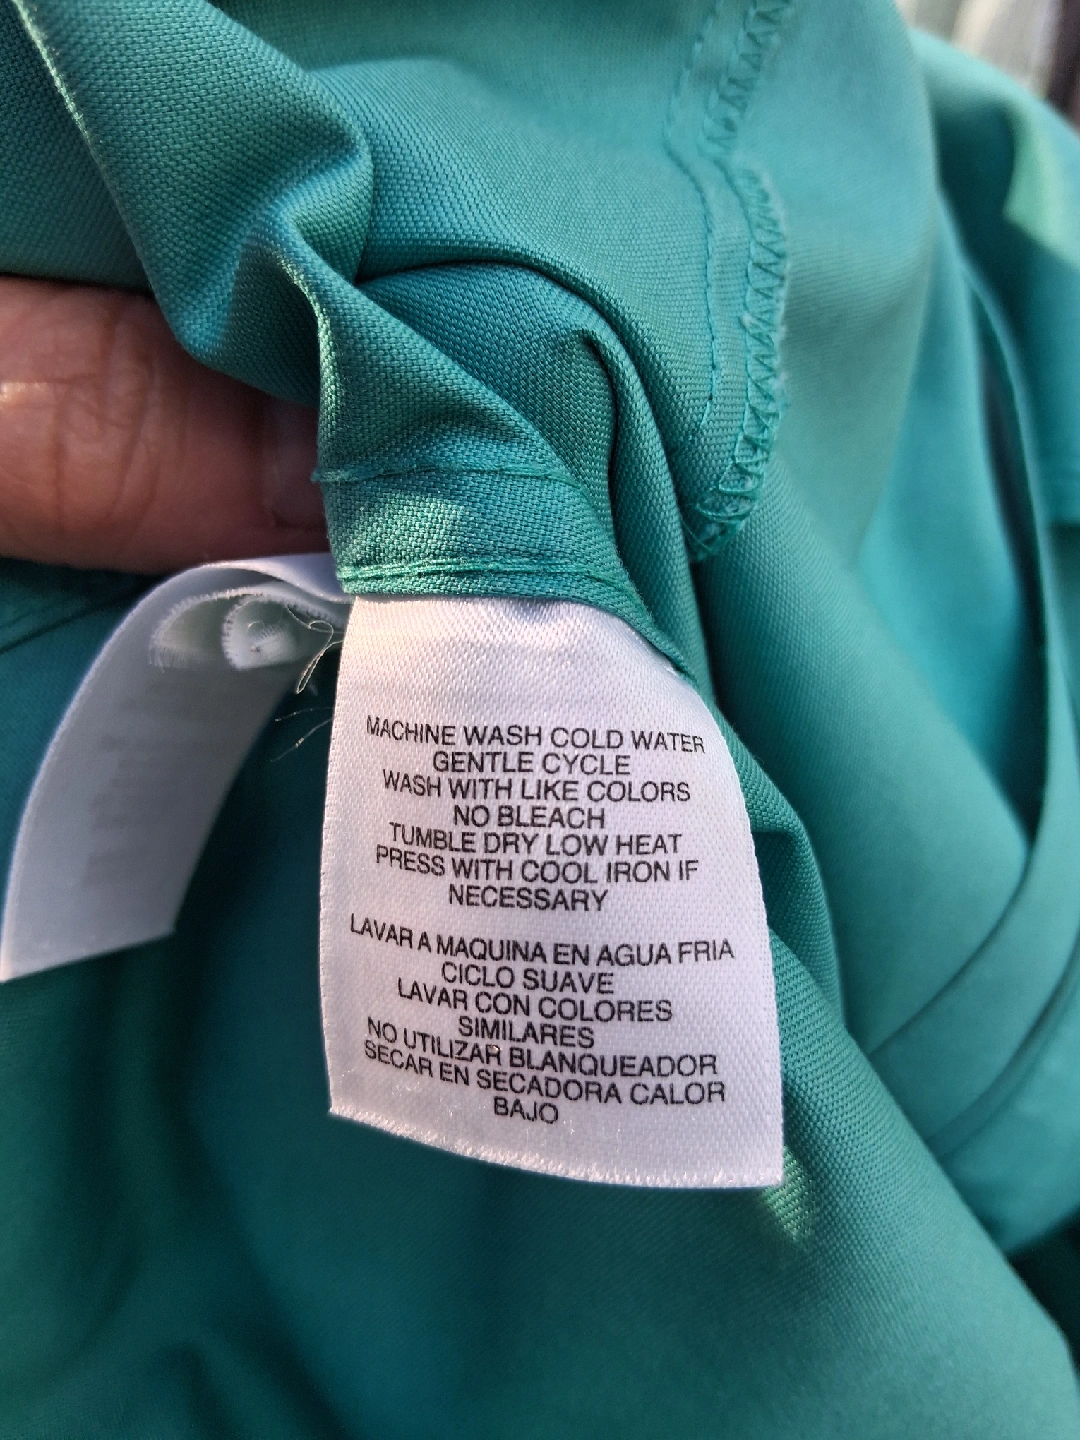 MACHINE WASH COLD WATER
GENTLE CYCLE
WASH WITH LIKE COLORS
NO BLEACH
TUMBLE DRY LOW HEAT
PRESS WITH COOL IRON IF
NECESSARY
LAVAR A MAQUINA EN AGUA FRIA
CICLO SUAVE
LAVAR CON COLORES
SIMILARES
NO UTILIZAR BLANQUEADOR
SECAR EN SECADORA CALOR
BAJO